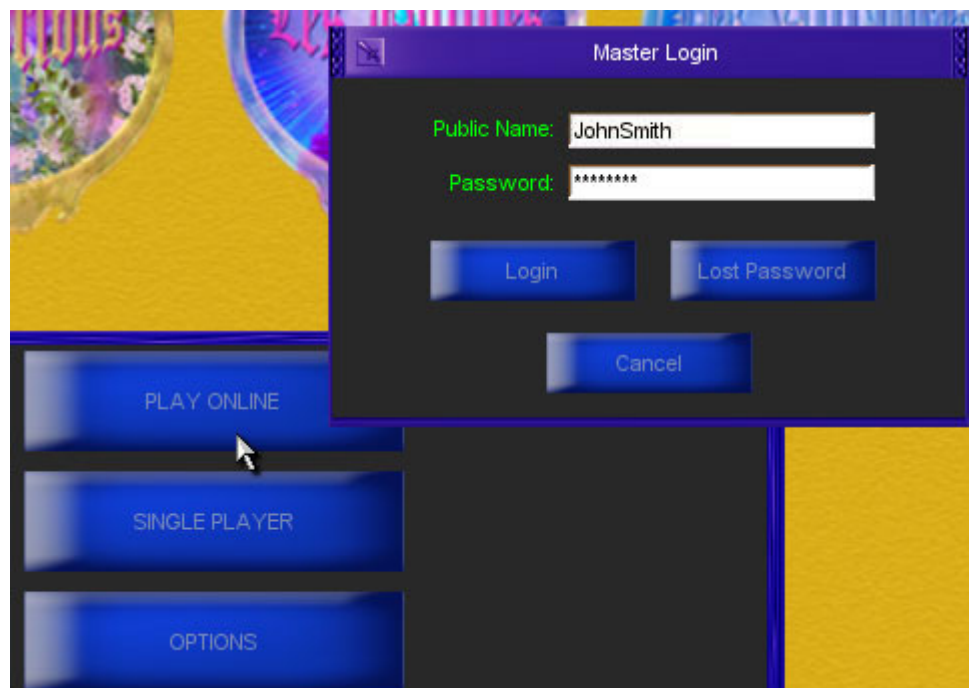 Master Login
Public Name: JohnSmith
Password: ********
Login
Lost Password
Cancel
PLAY ONLINE
SINGLE PLAYER
OPTIONS